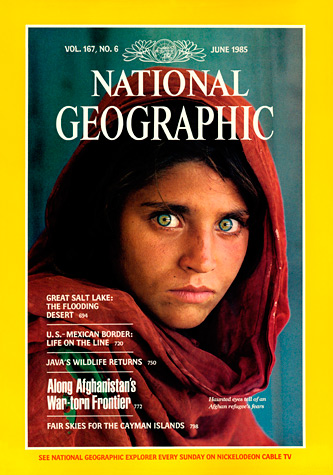 VOL. 167, NO. 6
JUNE 1985
NATIONAL
GEOGRAPHIC
GREAT SALT LAKE:
THE FLOODING
DESERT 694
U.S.-MEXICAN BORDER:
LIFE ON THE LINE 720
JAVA'S WILDLIFE RETURNS 750
Along Afghanistan's
War-torn Frontier 772
FAIR SKIES FOR THE CAYMAN ISLANDS 798
Haunted eyes tell of an
Afghan refugee's fears
SEE NATIONAL GEOGRAPHIC EXPLORER EVERY SUNDAY ON NICKELODEON CABLE TV